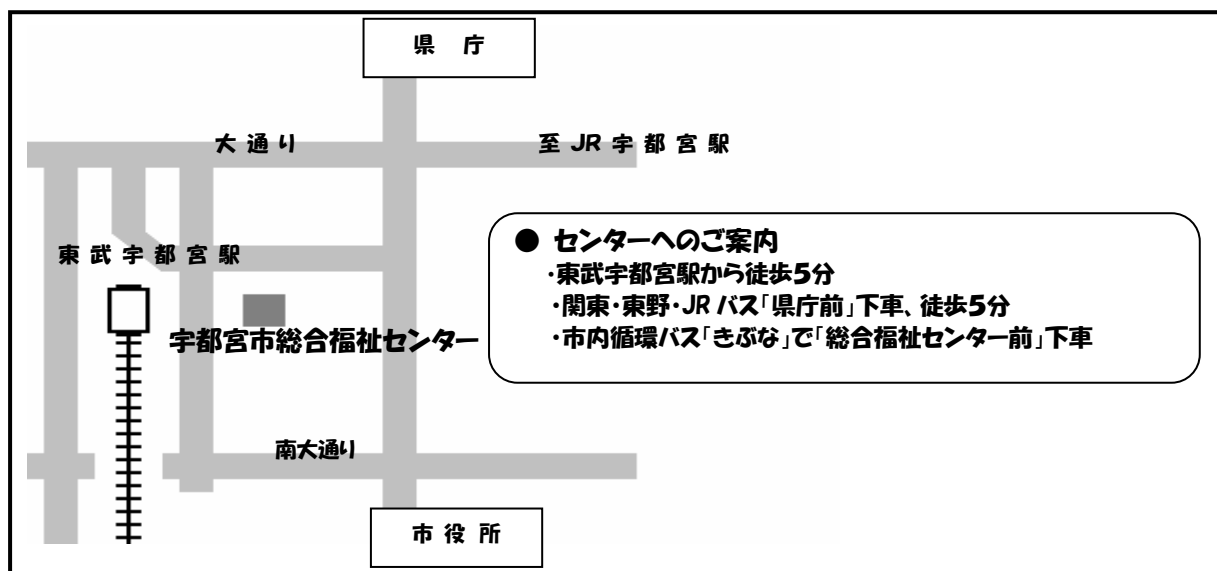 県 庁
大 通 り
至 JR 宇 都 宮 駅
東 武 宇 都 宮 駅
● センターへのご案内
・東武宇都宮駅から徒歩5分
・関東・東野・JR バス「県庁前」下車、徒歩5分
・市内循環バス「きぶな」で「総合福祉センター前」下車
宇都宮市総合福祉センター
南大通り
市 役 所